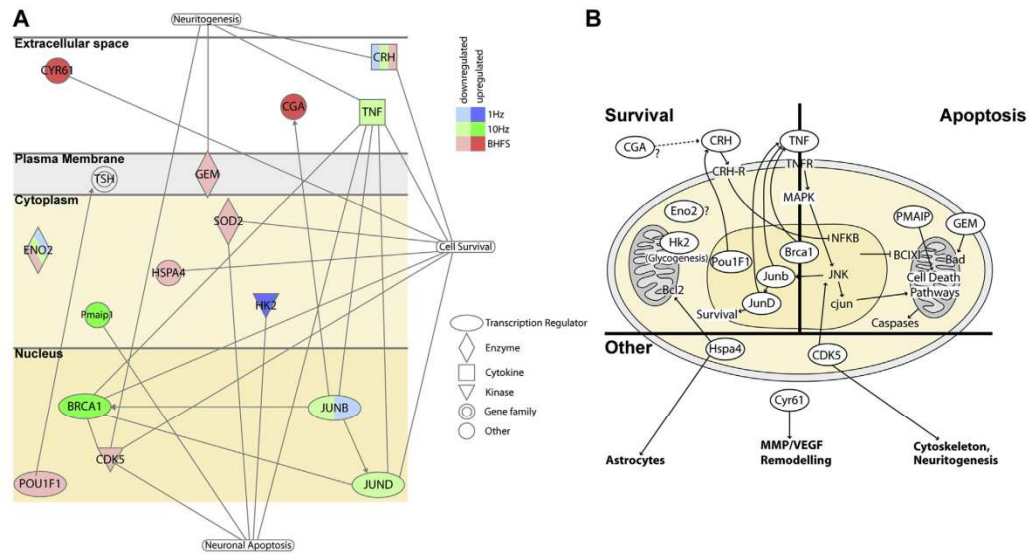 A
Neuritogenesis
Extracellular space
CYR61
CRH
CGA
TNF
downregulated
upregulated
1Hz
10Hz
BHFS
Plasma Membrane
TSH
GEM
Cytoplasm
SOD2
ENO2
Cell Survival
HSPA4
HK2
Pmaip1
Transcription Regulator
Enzyme
Cytokine
Kinase
Gene family
Other
Nucleus
BRCA1
JUNB
CDK5
POU1F1
JUND
Neuronal Apoptosis
B
Survival
Apoptosis
CGA
?
CRH
TNF
CRH-R
TNFR
MAPK
Eno2
?
PMAIP
GEM
Hk2
(Glycogenesis)
Pou1F1
Brca1
NFKB
BCIXI
Bad
Bcl2
Junb
JNK
Cell Death
Pathways
JunD
cjun
Survival
Caspases
Other
Hspa4
CDK5
Cyr61
Astrocytes
MMP/VEGF
Remodelling
Cytoskeleton,
Neuritogenesis